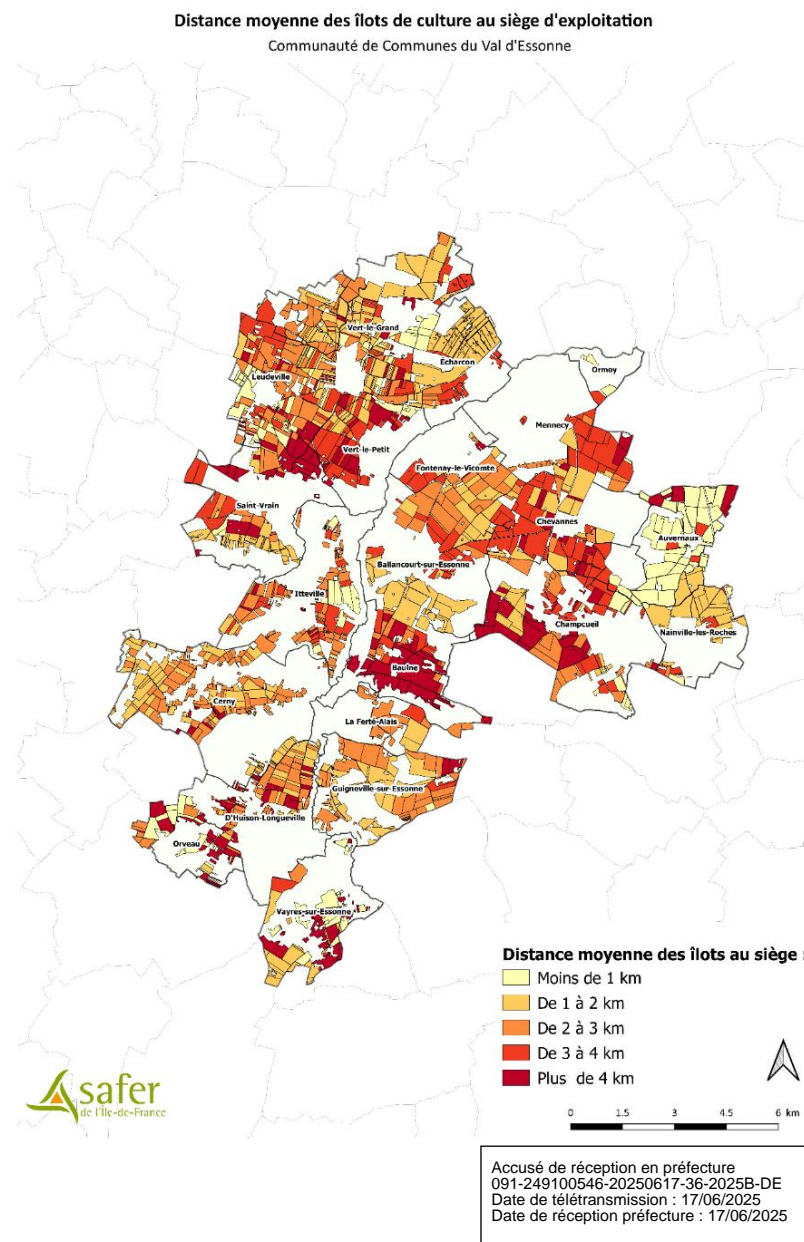 Distance moyenne des îlots de culture au siège d'exploitation
Communauté de Communes du Val d'Essonne
Vert-le-Grand
Echarcon
Ormoy
Leudeville
Mennecy
Vert-le-Petit
Fontenay-le-Vicomte
Saint-Vrain
Chevannes
Auvernaux
Ballancourt-sur-Essonne
Itteville
Champcueil
Nainville-les-Roches
Baulne
Cerny
La Ferté-Alais
Guigneville-sur-Essonne
D'Huison-Longueville
Orveau
Vayres-sur-Essonne
Distance moyenne des îlots au siège :
Moins de 1 km
De 1 à 2 km
De 2 à 3 km
De 3 à 4 km
Plus de 4 km
safer
de l'Ile-de-France
0 1.5 3 4.5 6 km
Accusé de réception en préfecture
091-249100546-20250617-36-2025B-DE
Date de télétransmission : 17/06/2025
Date de réception préfecture : 17/06/2025